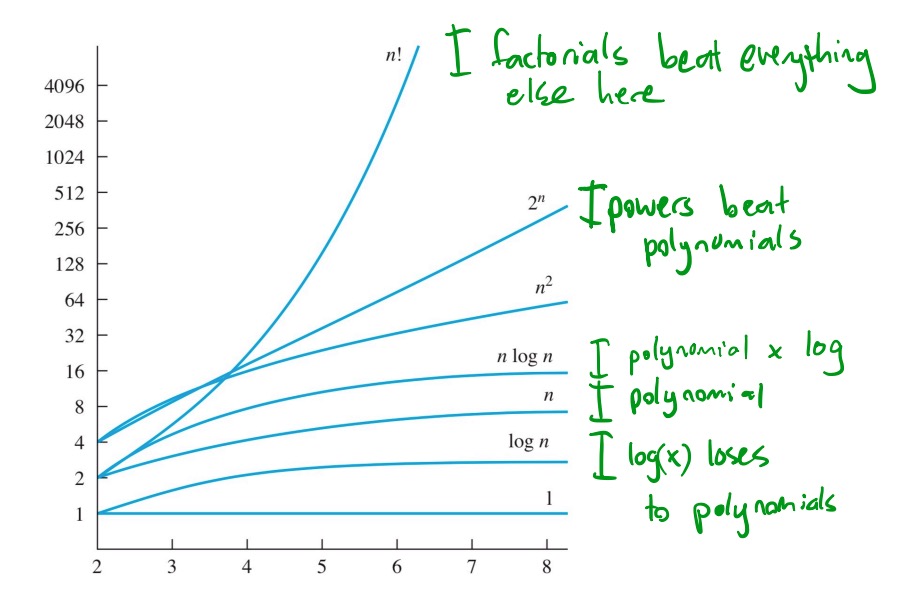 n!
I factorials beat everything
else here
4096
2048
1024
512
2ⁿ
I powers beat
256
polynomials
128
64
n²
32
n log n
I polynomial x log
16
n
I polynomial
8
log n
I log(x) loses
4
2
1
to polynomials
1
2 3 4 5 6 7 8